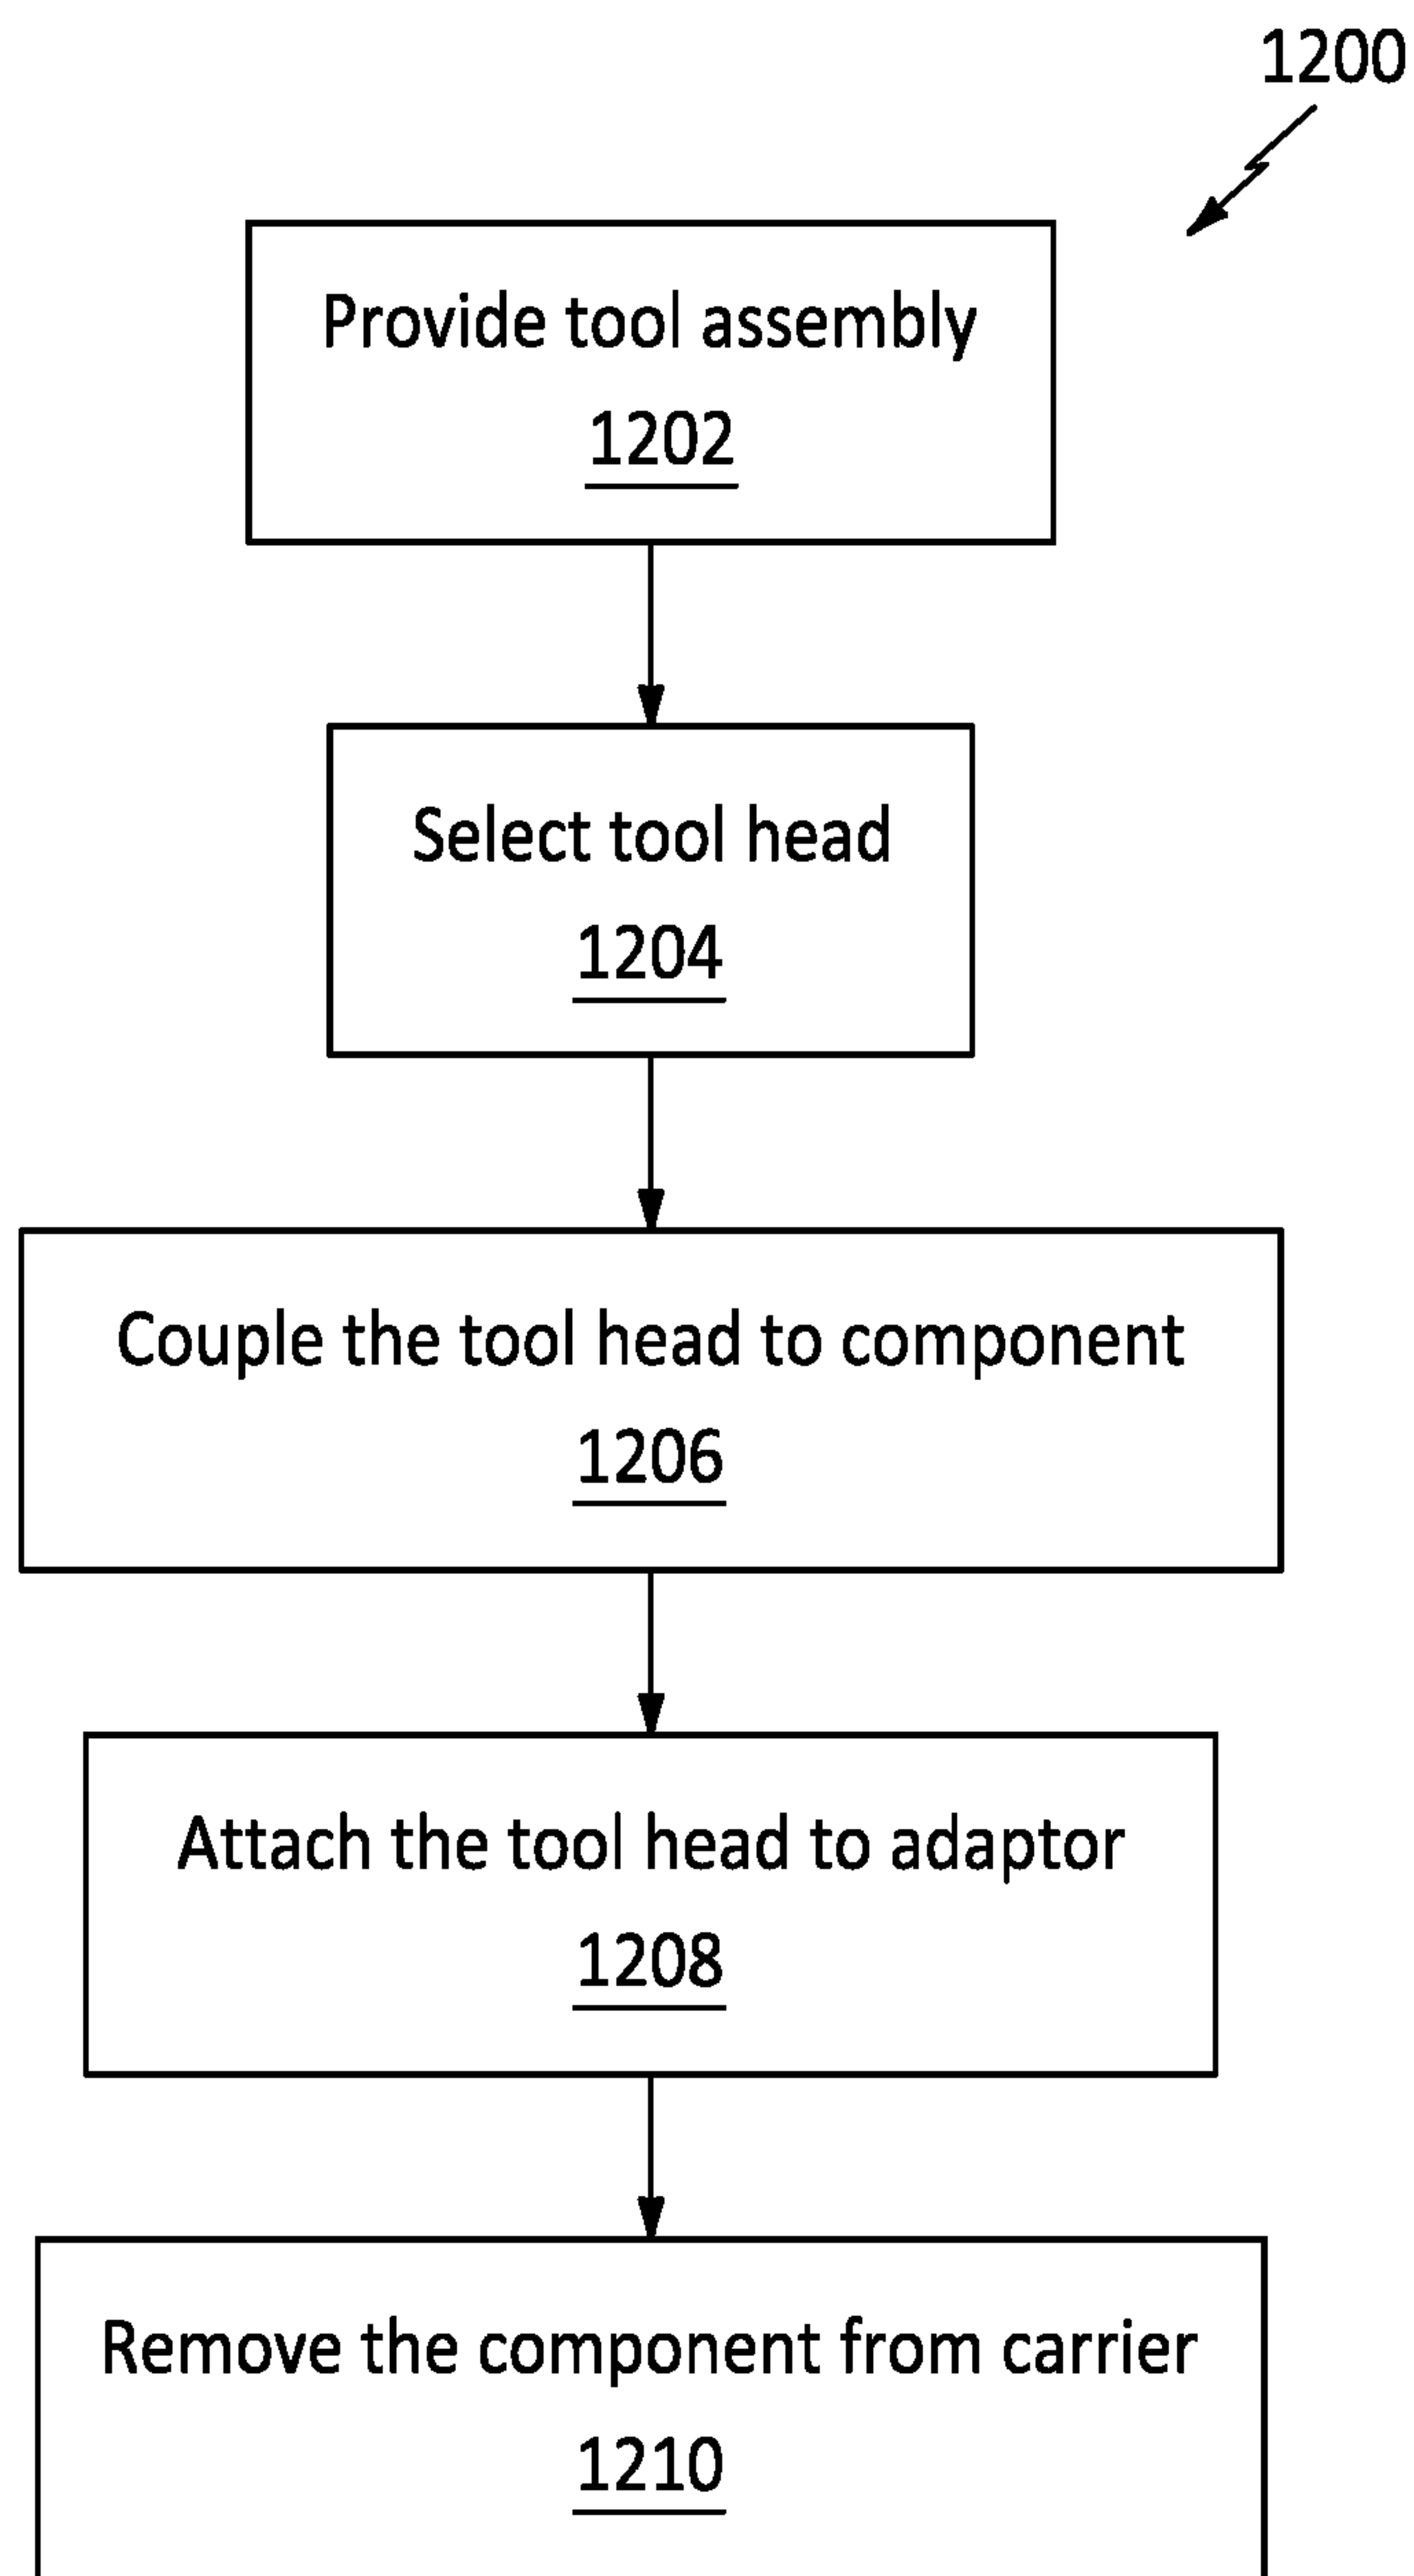 1200
Provide tool assembly
1202
Select tool head
1204
Couple the tool head to component
1206
Attach the tool head to adaptor
1208
Remove the component from carrier
1210